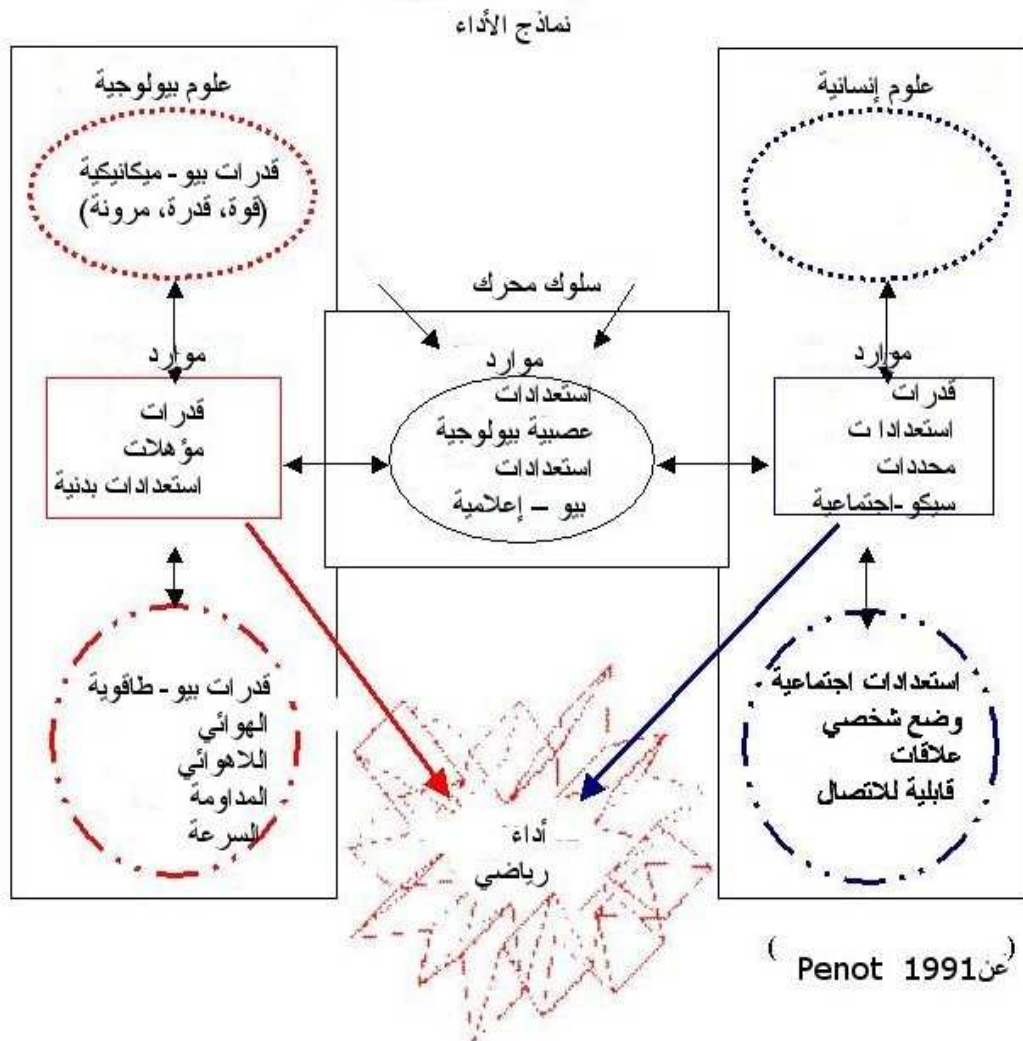 نماذج الأداء
علوم إنسانية
موارد
قدرات
استعدادا ت
محددات
سيكو-اجتماعية
استعدادات اجتماعية
وضع شخصي
علاقات
قابلية للاتصال
سلوك محرك
موارد
استعدادات
عصبية بيولوجية
استعدادات
بيو – إعلامية
علوم بيولوجية
قدرات بيو - ميكانيكية
(قوة، قدرة، مرونة)
موارد
قدرات
مؤهلات
استعدادات بدنية
قدرات بيو - طاقوية
الهوائي
اللاهوائي
المداومة
السرعة
أداء
رياضي
(عن Penot 1991)